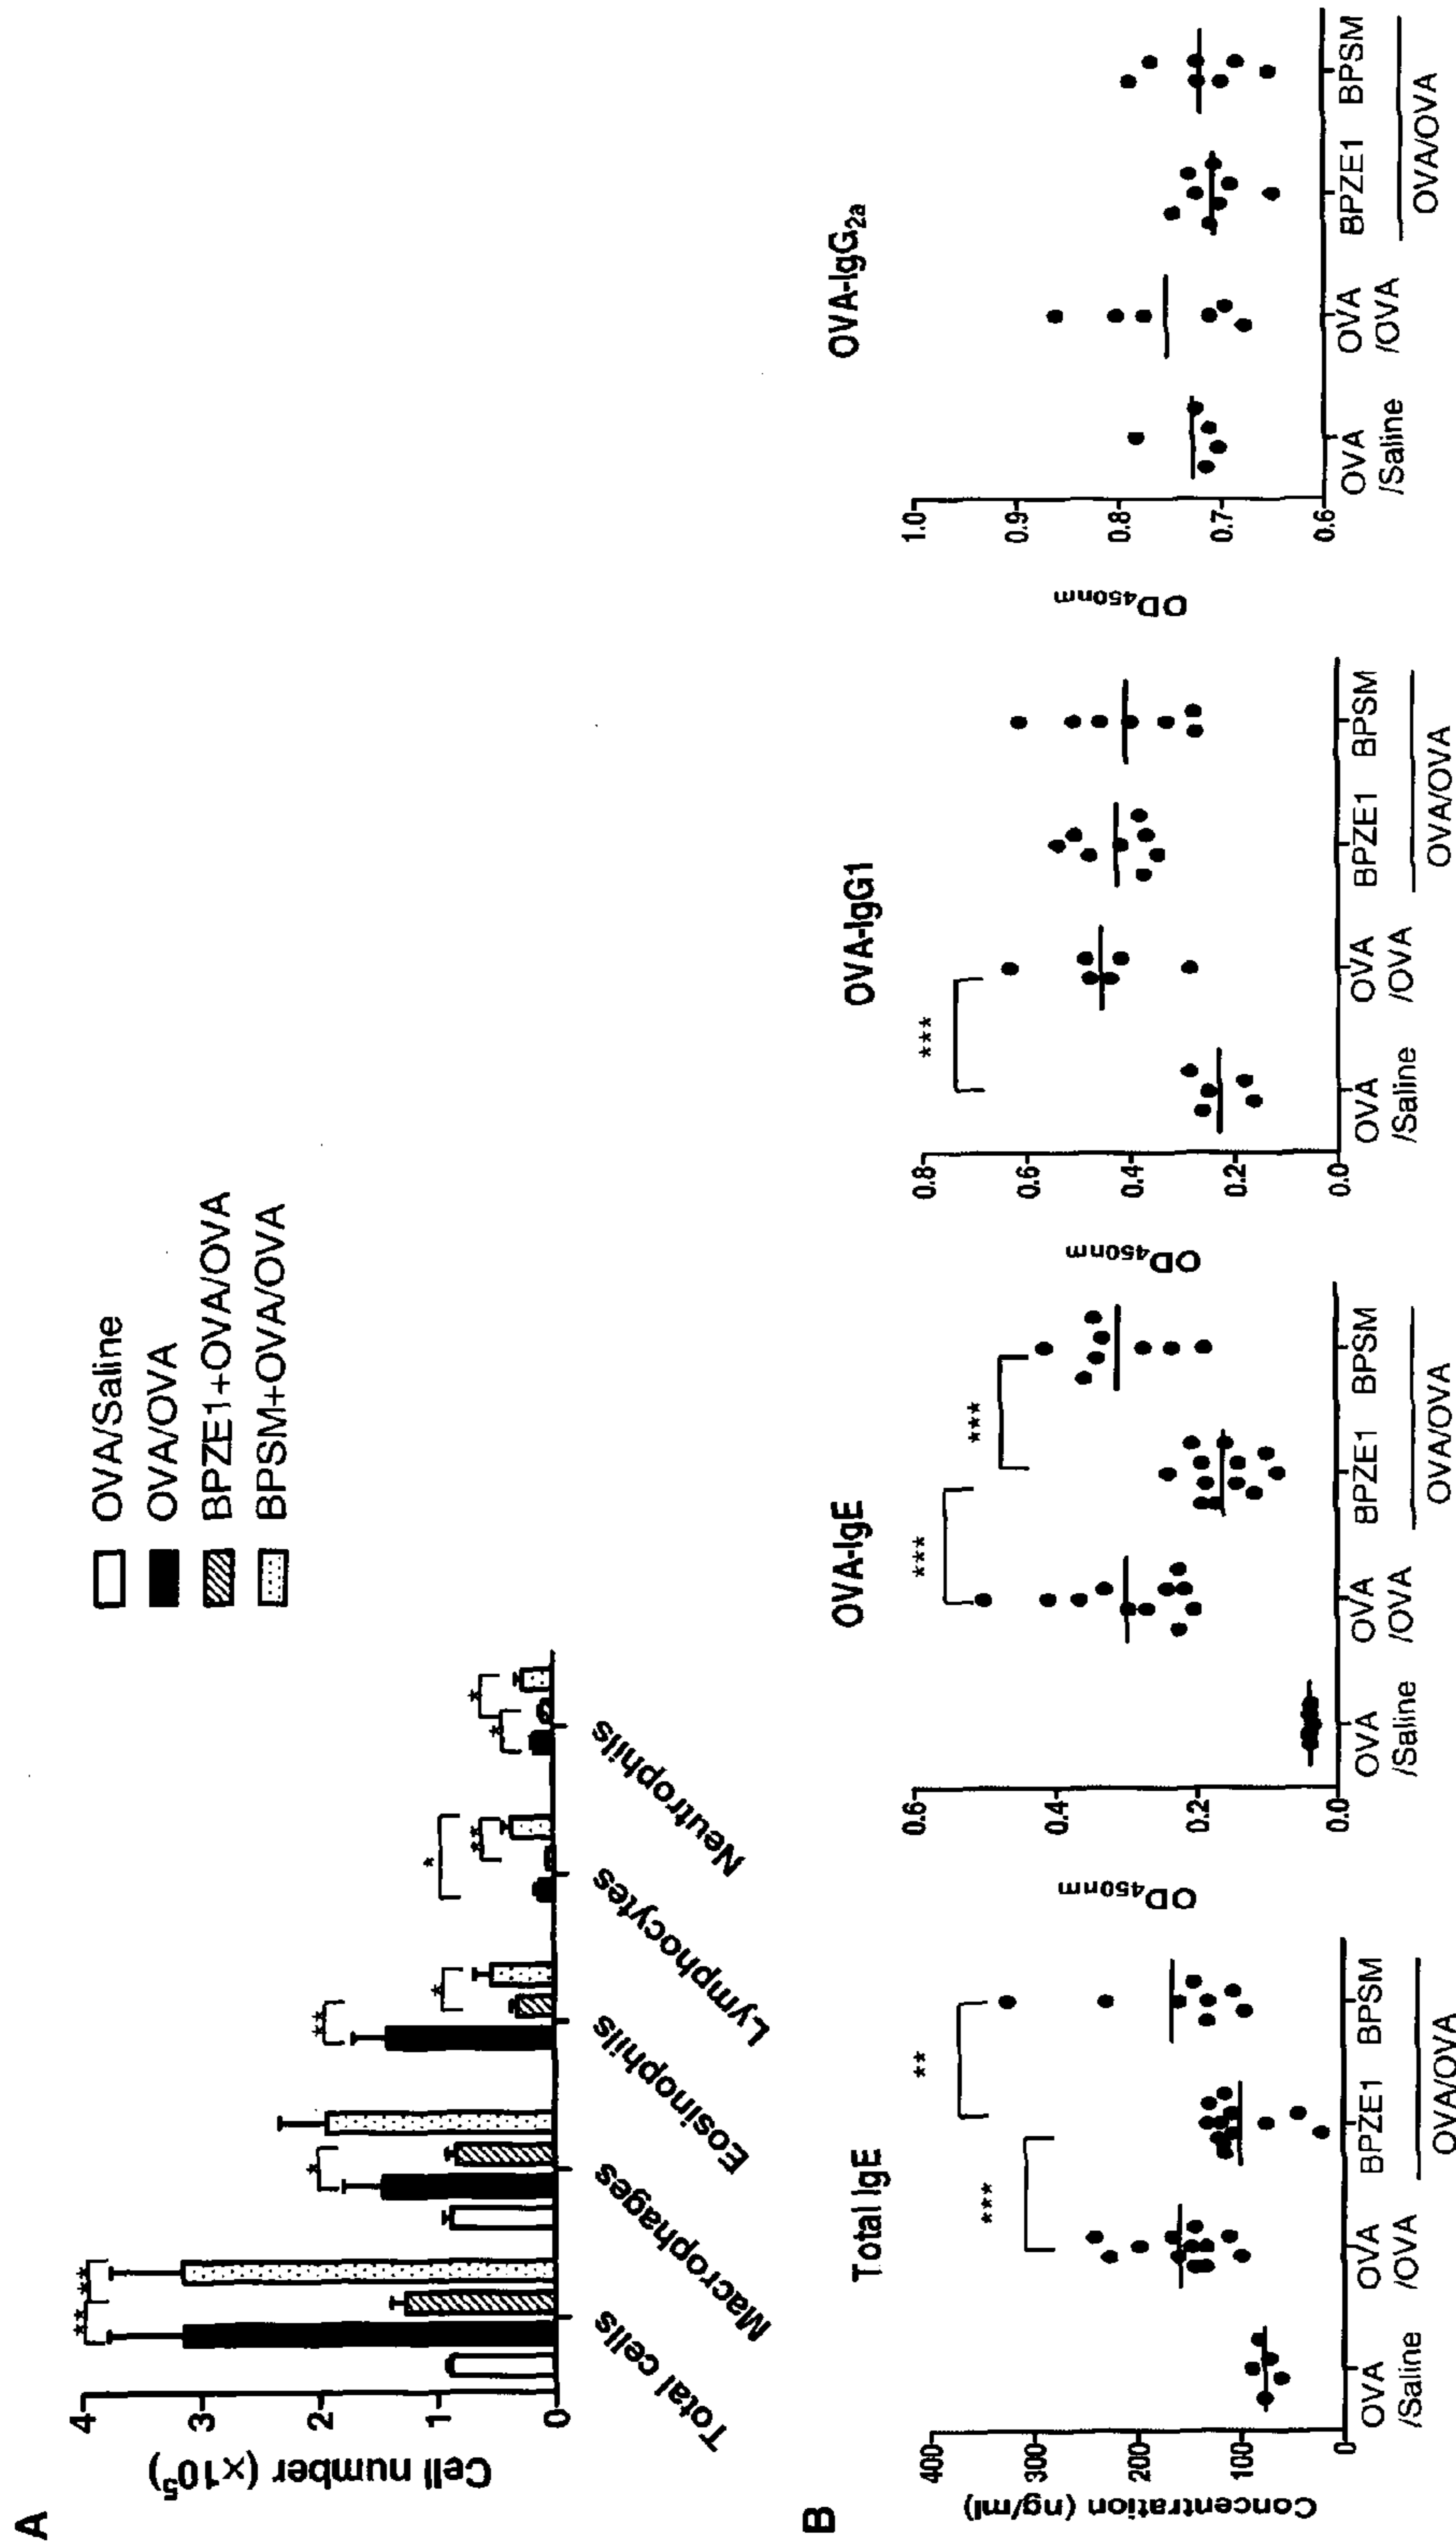 A
OVA/Saline
OVA/OVA
BPZE1+OVA/OVA
BPSM+OVA/OVA
Cell number (×10⁵)
4
3
2
1
0
** **
*
** *
* **
* *
Total cells
Macrophages
Eosinophils
Lymphocytes
Neutrophils
B
Total IgE
Concentration (ng/ml)
400
300
200
100
0
***
**
OVA OVA BPZE1 BPSM
/Saline /OVA OVA/OVA
OVA-IgE
OD450nm
0.6
0.4
0.2
0.0
***
***
OVA OVA BPZE1 BPSM
/Saline /OVA OVA/OVA
OVA-IgG1
OD450nm
0.8
0.6
0.4
0.2
0.0
***
OVA OVA BPZE1 BPSM
/Saline /OVA OVA/OVA
OVA-IgG2a
OD450nm
1.0
0.9
0.8
0.7
0.6
OVA OVA BPZE1 BPSM
/Saline /OVA OVA/OVA